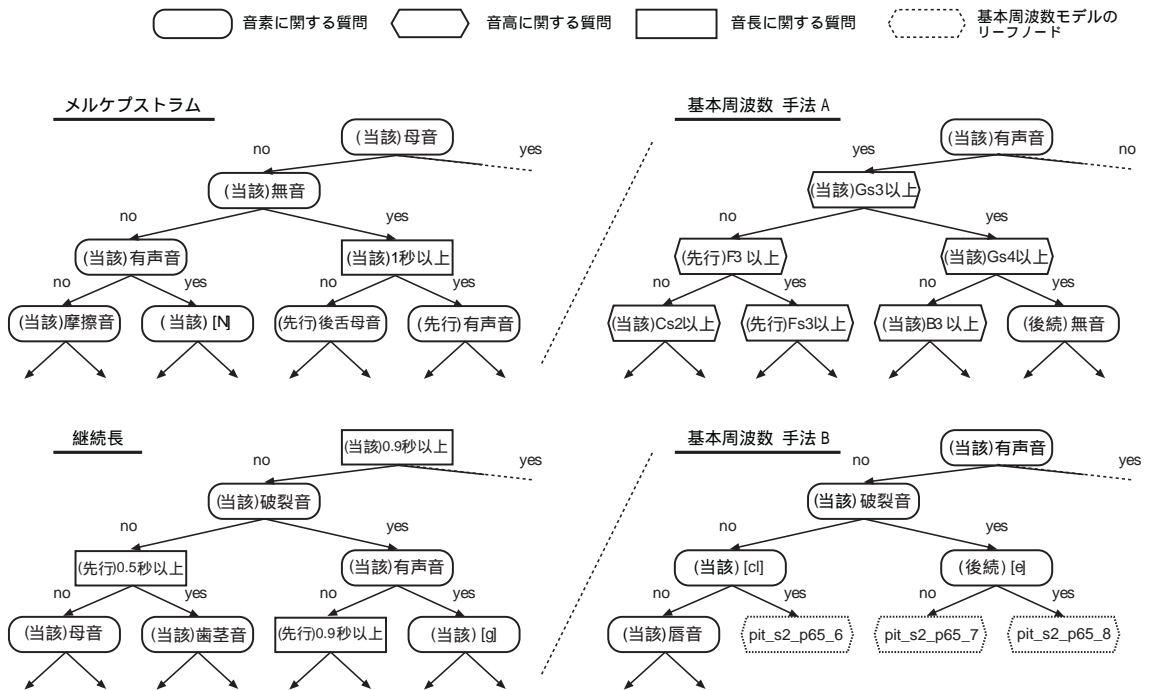 音素に関する質問
音高に関する質問
音長に関する質問
基本周波数モデルの
リーフノード
メルケプストラム
(当該)母音
no
yes
(当該)無音
no
yes
(当該)有声音
(当該)1秒以上
no
yes
no
yes
(当該)摩擦音
(当該) [N]
(先行)後舌母音
(先行)有声音
基本周波数 手法 A
(当該)有声音
yes
no
(当該)Gs3以上
no
yes
(先行)F3 以上
(当該)Gs4以上
no
yes
no
yes
(当該)Cs2以上
(先行)Fs3以上
(当該)B3 以上
(後続) 無音
継続長
(当該)0.9秒以上
no
yes
(当該)破裂音
no
yes
(先行)0.5秒以上
(当該)有声音
no
yes
no
yes
(当該)母音
(当該)歯茎音
(先行)0.9秒以上
(当該) [g]
基本周波数 手法 B
(当該)有声音
no
yes
(当該) 破裂音
no
yes
(当該) [cl]
(後続) [e]
no
yes
no
yes
(当該)唇音
pit_s2_p65_6
pit_s2_p65_7
pit_s2_p65_8